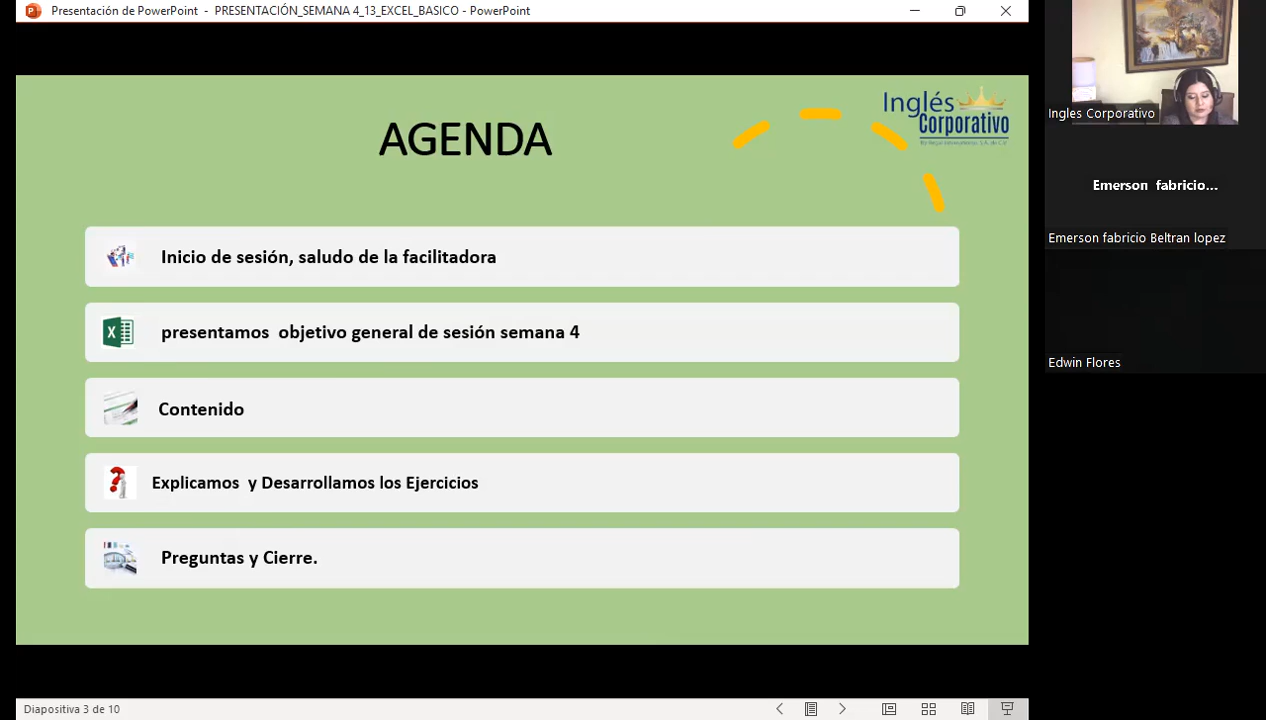 Presentación de PowerPoint - PRESENTACIÓN_SEMANA 4_13_EXCEL_BASICO - PowerPoint
Inglés
Corporativo
AGENDA
Inicio de sesión, saludo de la facilitadora
presentamos objetivo general de sesión semana 4
Contenido
Explicamos y Desarrollamos los Ejercicios
Preguntas y Cierre.
Diapositiva 3 de 10
Ingles Corporativo
Emerson fabricio...
Emerson fabricio Beltran lopez
Edwin Flores